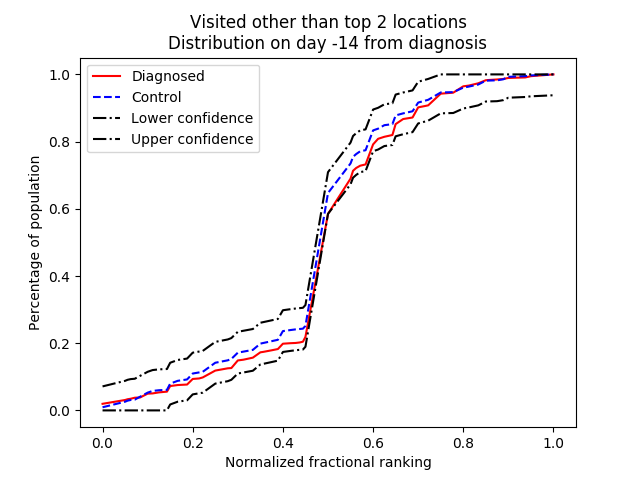 Visited other than top 2 locations
Distribution on day -14 from diagnosis
Diagnosed
Control
Lower confidence
Upper confidence
Percentage of population
1.0
0.8
0.6
0.4
0.2
0.0
0.0 0.2 0.4 0.6 0.8 1.0
Normalized fractional ranking